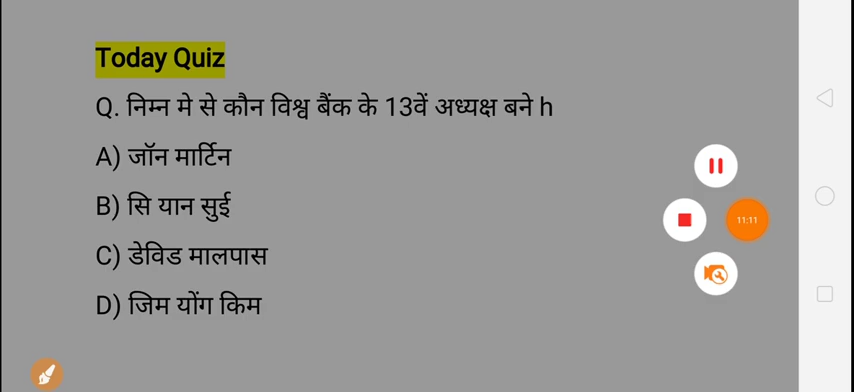 Today Quiz
Q. निम्न मे से कौन विश्व बैंक के 13वें अध्यक्ष बने h
A) जॉन मार्टिन
B) सि यान सुई
C) डेविड मालपास
D) जिम योंग किम
11:11